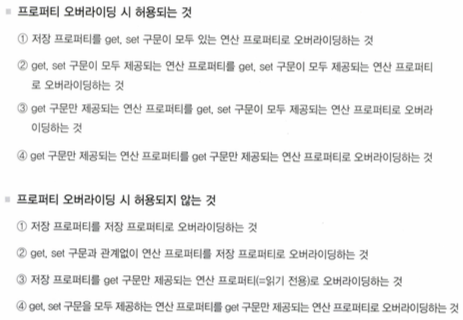 ■ 프로퍼티 오버라이딩 시 허용되는 것
① 저장 프로퍼티를 get, set 구문이 모두 있는 연산 프로퍼티로 오버라이딩하는 것
② get, set 구문이 모두 제공되는 연산 프로퍼티를 get, set 구문이 모두 제공되는 연산 프로퍼티
로 오버라이딩하는 것
③ get 구문만 제공되는 연산 프로퍼티를 get, set 구문이 모두 제공되는 연산 프로퍼티로 오버라
이딩하는 것
④ get 구문만 제공되는 연산 프로퍼티를 get 구문만 제공되는 연산 프로퍼티로 오버라이딩하는 것
■ 프로퍼티 오버라이딩 시 허용되지 않는 것
① 저장 프로퍼티를 저장 프로퍼티로 오버라이딩하는 것
② get, set 구문과 관계없이 연산 프로퍼티를 저장 프로퍼티로 오버라이딩하는 것
③ 저장 프로퍼티를 get 구문만 제공되는 연산 프로퍼티(=읽기 전용)로 오버라이딩하는 것
④ get, set 구문을 모두 제공하는 연산 프로퍼티를 get 구문만 제공되는 연산 프로퍼티로 오버라이딩하는 것